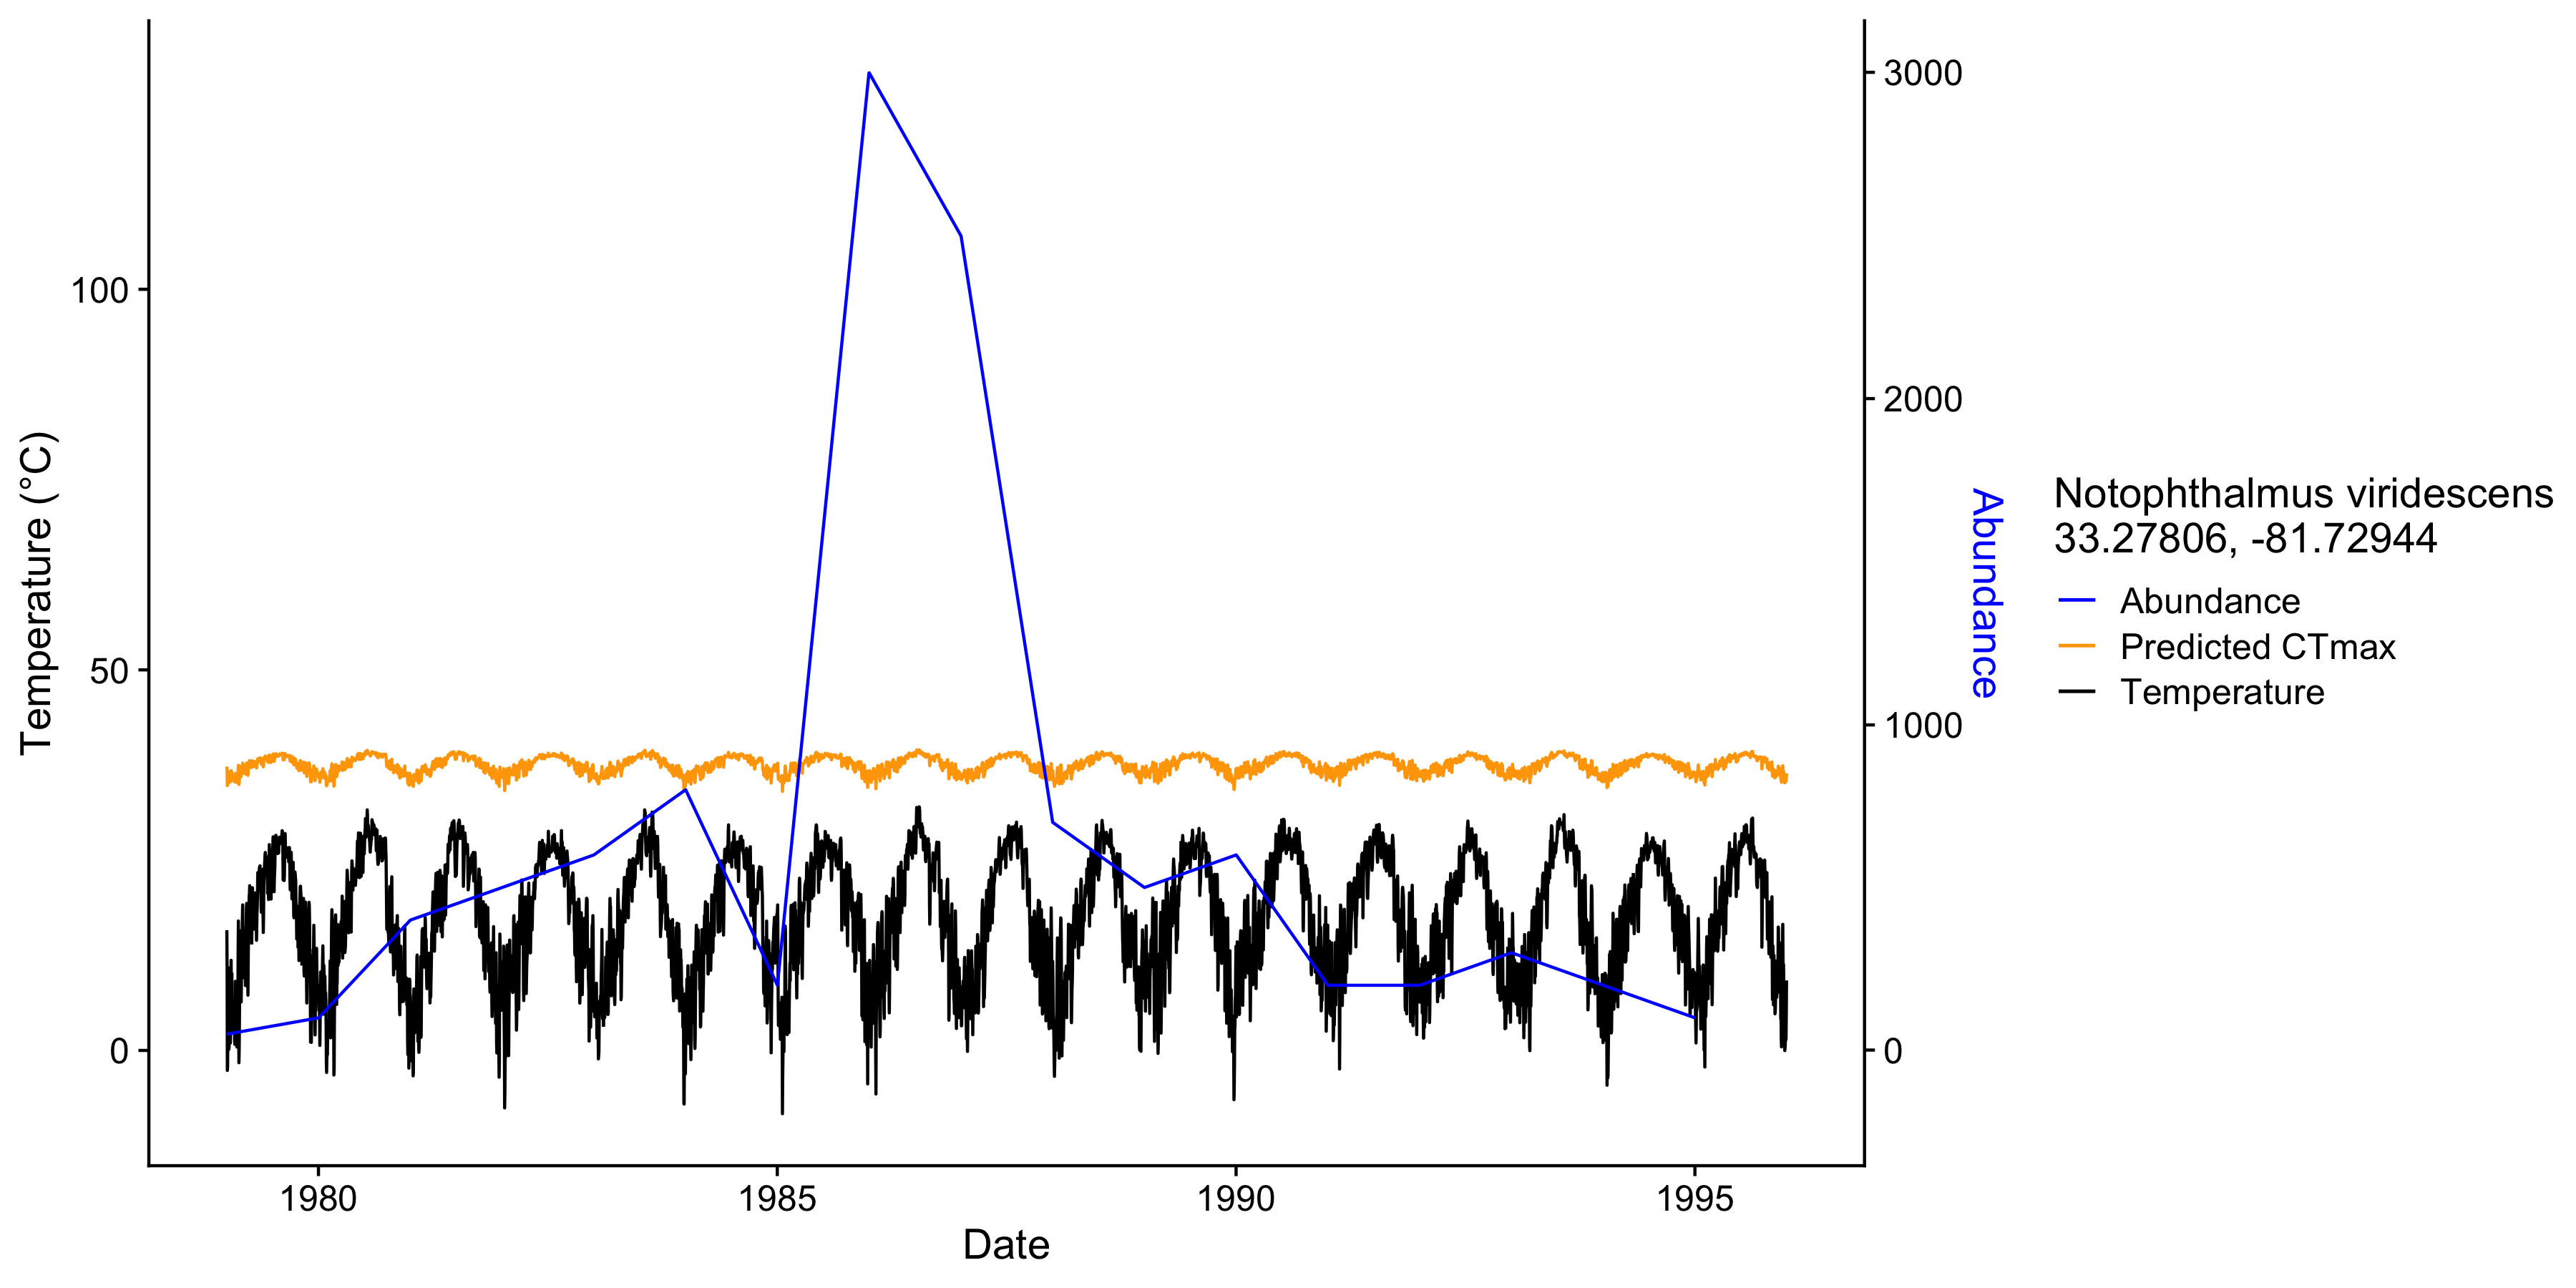 Temperature (°C)
100
50
0
1980
1985
1990
1995
Date
3000
2000
1000
0
Abundance
Notophthalmus viridescens
33.27806, -81.72944
Abundance
Predicted CTmax
Temperature